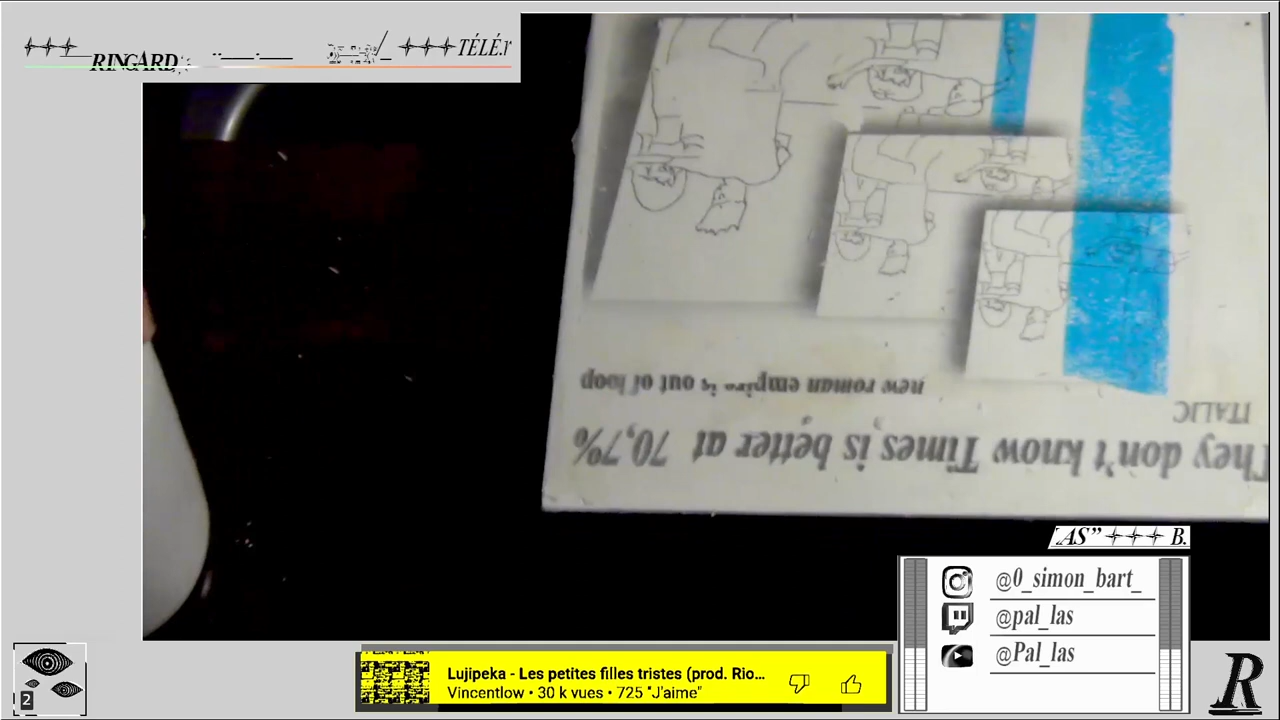 RINGARD
TÉLÉ.
new roman empire is out of loop
ITALIC
They don't know Times is better at 70,7%
AS” B.
@0_simon_bart_
@pal_las
@Pal_las
2
Lujipeka - Les petites filles tristes (prod. Rio...
Vincentlow • 30 k vues • 725 "J'aime"
R